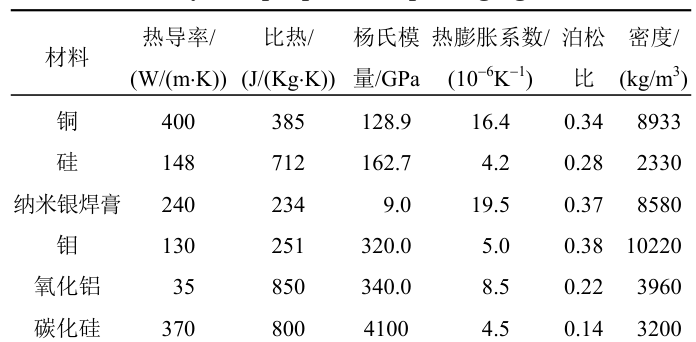 材料 热导率/ 比热/ 杨氏模 热膨胀系数/ 泊松 密度/
(W/(m·K)) (J/(Kg·K)) 量/GPa (10⁻⁶K⁻¹) 比 (kg/m³)
铜 400 385 128.9 16.4 0.34 8933
硅 148 712 162.7 4.2 0.28 2330
纳米银焊膏 240 234 9.0 19.5 0.37 8580
钼 130 251 320.0 5.0 0.38 10220
氧化铝 35 850 340.0 8.5 0.22 3960
碳化硅 370 800 4100 4.5 0.14 3200